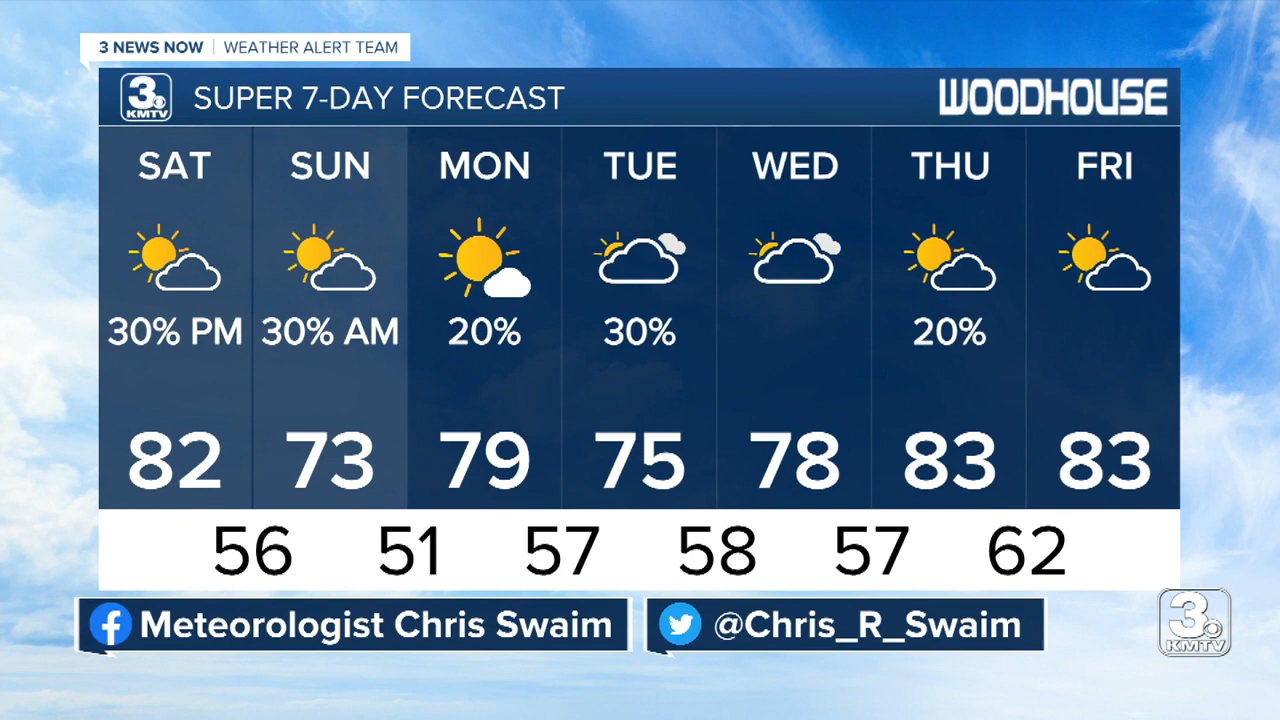 3 NEWS NOW | WEATHER ALERT TEAM
3 KMTV SUPER 7-DAY FORECAST WOODHOUSE
SAT SUN MON TUE WED THU FRI
30% PM 30% AM 20% 30% 20%
82 73 79 75 78 83 83
56 51 57 58 57 62
Meteorologist Chris Swaim @Chris_R_Swaim
3 KMTV